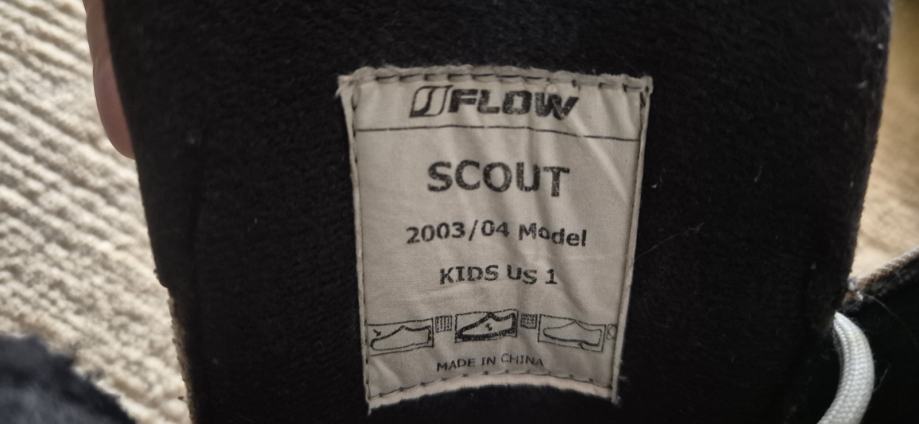 FLOW
SCOUT
2003/04 Model
KIDS US 1
MADE IN CHINA